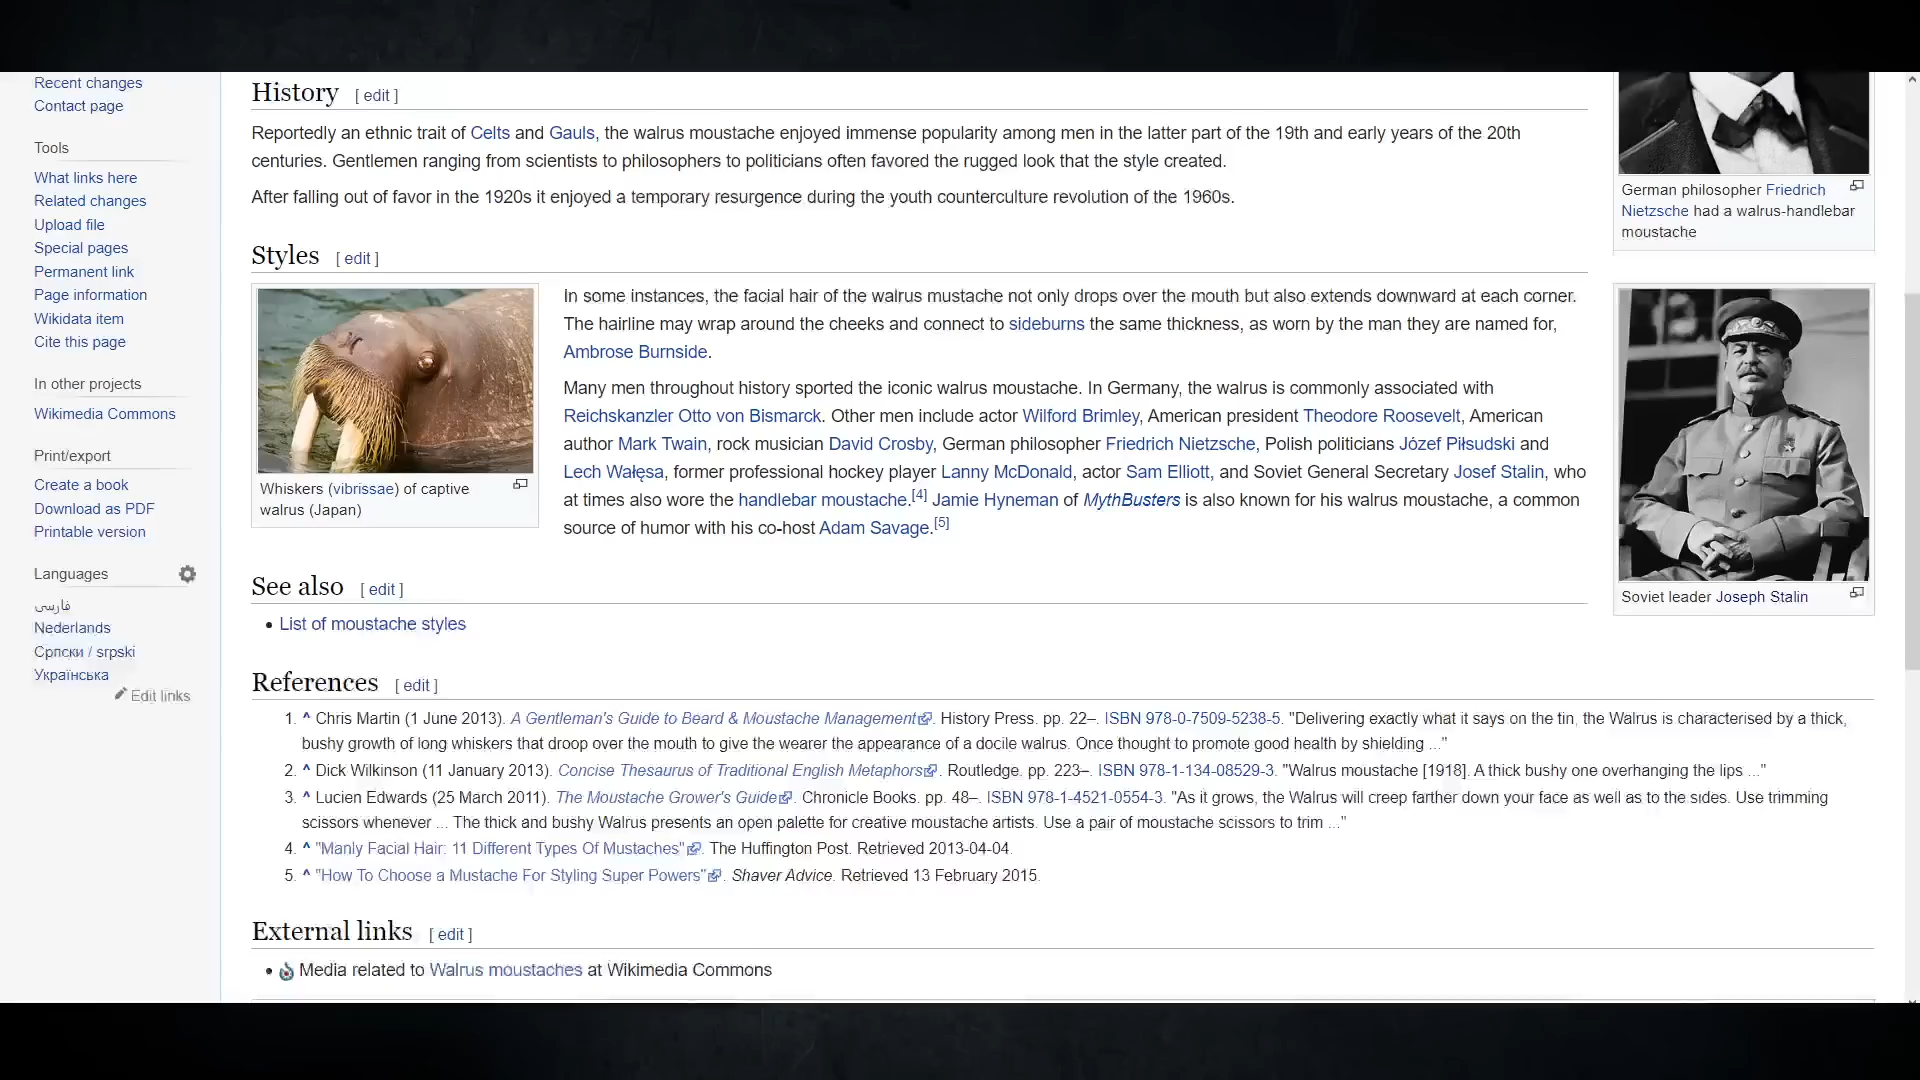 Recent changes
Contact page
Tools
What links here
Related changes
Upload file
Special pages
Permanent link
Page information
Wikidata item
Cite this page
In other projects
Wikimedia Commons
Print/export
Create a book
Download as PDF
Printable version
Languages
فارسی
Nederlands
Српски / srpski
Українська
Edit links
History [ edit ]
Reportedly an ethnic trait of Celts and Gauls, the walrus moustache enjoyed immense popularity among men in the latter part of the 19th and early years of the 20th
centuries. Gentlemen ranging from scientists to philosophers to politicians often favored the rugged look that the style created.
After falling out of favor in the 1920s it enjoyed a temporary resurgence during the youth counterculture revolution of the 1960s.
Styles [ edit ]
Whiskers (vibrissae) of captive
walrus (Japan)
In some instances, the facial hair of the walrus mustache not only drops over the mouth but also extends downward at each corner.
The hairline may wrap around the cheeks and connect to sideburns the same thickness, as worn by the man they are named for,
Ambrose Burnside.
Many men throughout history sported the iconic walrus moustache. In Germany, the walrus is commonly associated with
Reichskanzler Otto von Bismarck. Other men include actor Wilford Brimley, American president Theodore Roosevelt, American
author Mark Twain, rock musician David Crosby, German philosopher Friedrich Nietzsche, Polish politicians Józef Piłsudski and
Lech Wałęsa, former professional hockey player Lanny McDonald, actor Sam Elliott, and Soviet General Secretary Josef Stalin, who
at times also wore the handlebar moustache.[4] Jamie Hyneman of MythBusters is also known for his walrus moustache, a common
source of humor with his co-host Adam Savage.[5]
See also [ edit ]
• List of moustache styles
References [ edit ]
1. ^ Chris Martin (1 June 2013). A Gentleman's Guide to Beard & Moustache Management. History Press. pp. 22–. ISBN 978-0-7509-5238-5. "Delivering exactly what it says on the tin, the Walrus is characterised by a thick,
bushy growth of long whiskers that droop over the mouth to give the wearer the appearance of a docile walrus. Once thought to promote good health by shielding ..."
2. ^ Dick Wilkinson (11 January 2013). Concise Thesaurus of Traditional English Metaphors. Routledge. pp. 223–. ISBN 978-1-134-08529-3. "Walrus moustache [1918]. A thick bushy one overhanging the lips ..."
3. ^ Lucien Edwards (25 March 2011). The Moustache Grower's Guide. Chronicle Books. pp. 48–. ISBN 978-1-4521-0554-3. "As it grows, the Walrus will creep farther down your face as well as to the sides. Use trimming
scissors whenever ... The thick and bushy Walrus presents an open palette for creative moustache artists. Use a pair of moustache scissors to trim ..."
4. ^ "Manly Facial Hair: 11 Different Types Of Mustaches". The Huffington Post. Retrieved 2013-04-04.
5. ^ "How To Choose a Mustache For Styling Super Powers". Shaver Advice. Retrieved 13 February 2015.
External links [ edit ]
• Media related to Walrus moustaches at Wikimedia Commons
German philosopher Friedrich
Nietzsche had a walrus-handlebar
moustache
Soviet leader Joseph Stalin